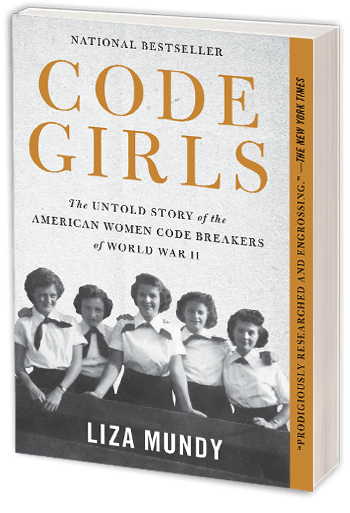 NATIONAL BESTSELLER
CODE
GIRLS
The UNTOLD STORY of the
AMERICAN WOMEN CODE BREAKERS
of WORLD WAR II
LIZA MUNDY
"PRODIGIOUSLY RESEARCHED AND ENGROSSING." —THE NEW YORK TIMES